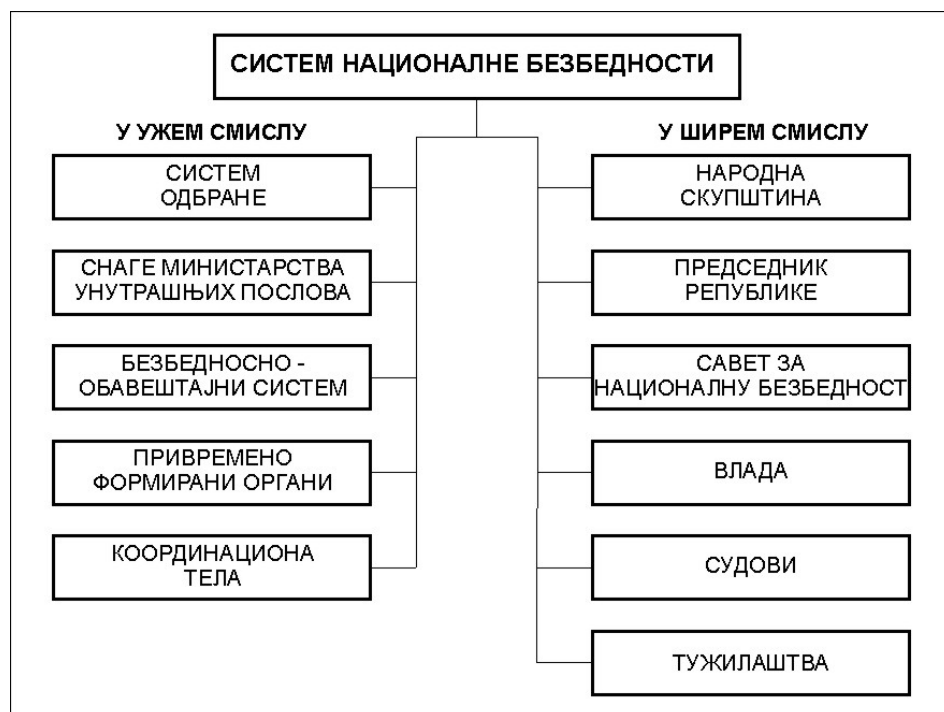 СИСТЕМ НАЦИОНАЛНЕ БЕЗБЕДНОСТИ
У УЖЕМ СМИСЛУ
СИСТЕМ
ОДБРАНЕ
СНАГЕ МИНИСТАРСТВА
УНУТРАШЊИХ ПОСЛОВА
БЕЗБЕДНОСНО -
ОБАВЕШТАЈНИ СИСТЕМ
ПРИВРЕМЕНО
ФОРМИРАНИ ОРГАНИ
КООРДИНАЦИОНА
ТЕЛА
У ШИРЕМ СМИСЛУ
НАРОДНА
СКУПШТИНА
ПРЕДСЕДНИК
РЕПУБЛИКЕ
САВЕТ ЗА
НАЦИОНАЛНУ БЕЗБЕДНОСТ
ВЛАДА
СУДОВИ
ТУЖИЛАШТВА